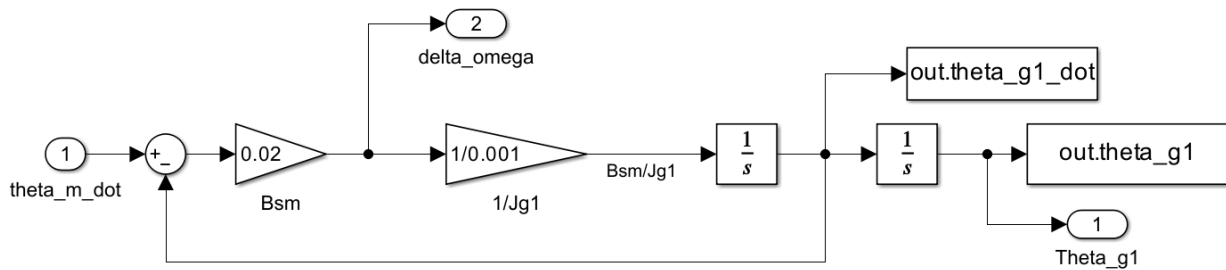 2
delta_omega
out.theta_g1_dot
1
theta_m_dot
+
-
0.02
Bsm
1/0.001
1/Jg1
Bsm/Jg1
1
s
1
s
out.theta_g1
1
Theta_g1